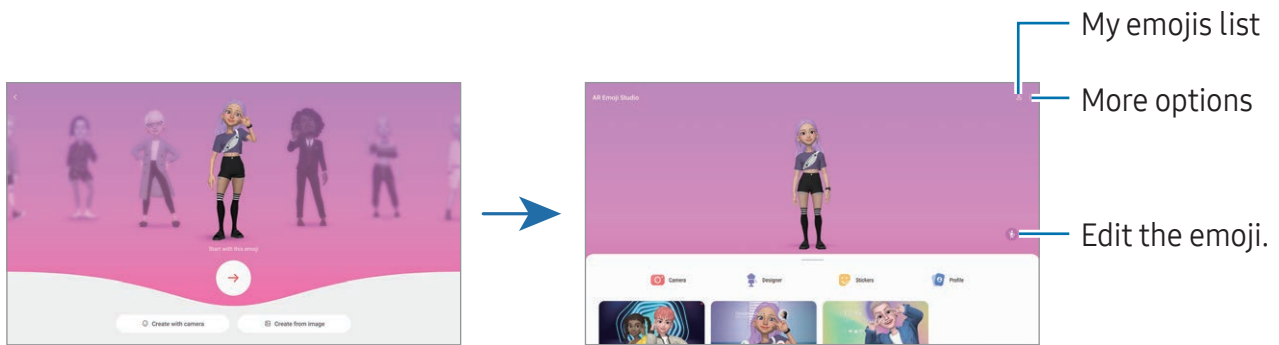 My emojis list
AR Emoji Studio
More options
Start with this emoji
Edit the emoji.
Camera
Designer
Stickers
Profile
Create with camera
Create from image